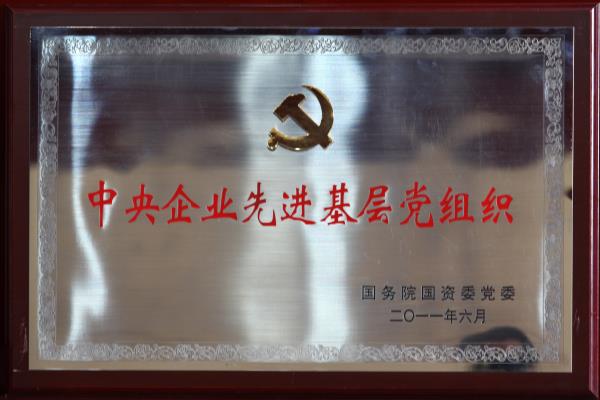 中央企业先进基层党组织
国务院国资委党委
二〇一一年六月